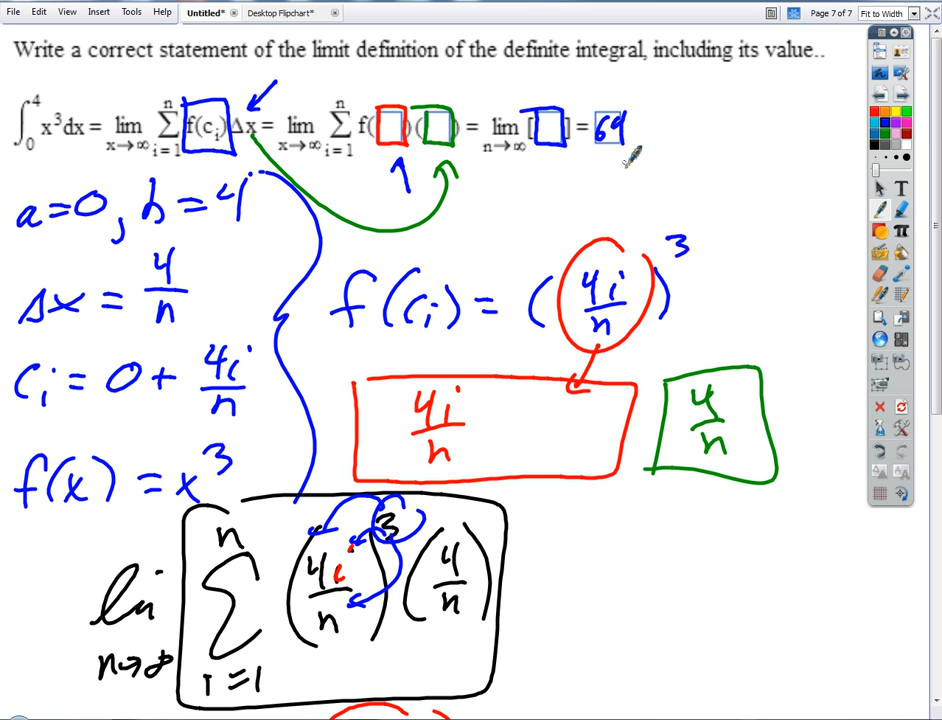 File Edit View Insert Tools Help Untitled* Desktop Flipchart* Page 7 of 7 Fit to Width
Write a correct statement of the limit definition of the definite integral, including its value..
∫₀⁴ x³dx = lim x→∞ ∑ i=1 n f(cᵢ) Δx = lim x→∞ ∑ i=1 n f( ) ( ) = lim n→∞ [ ] = 64
a=0, b=4
Δx = 4/n
f(cᵢ) = (4i/n)³
cᵢ = 0 + 4i/n
4i/n
4/n
f(x) = x³
lim n→∞ ∑ i=1 n (4i/n)³ (4/n)
T
π